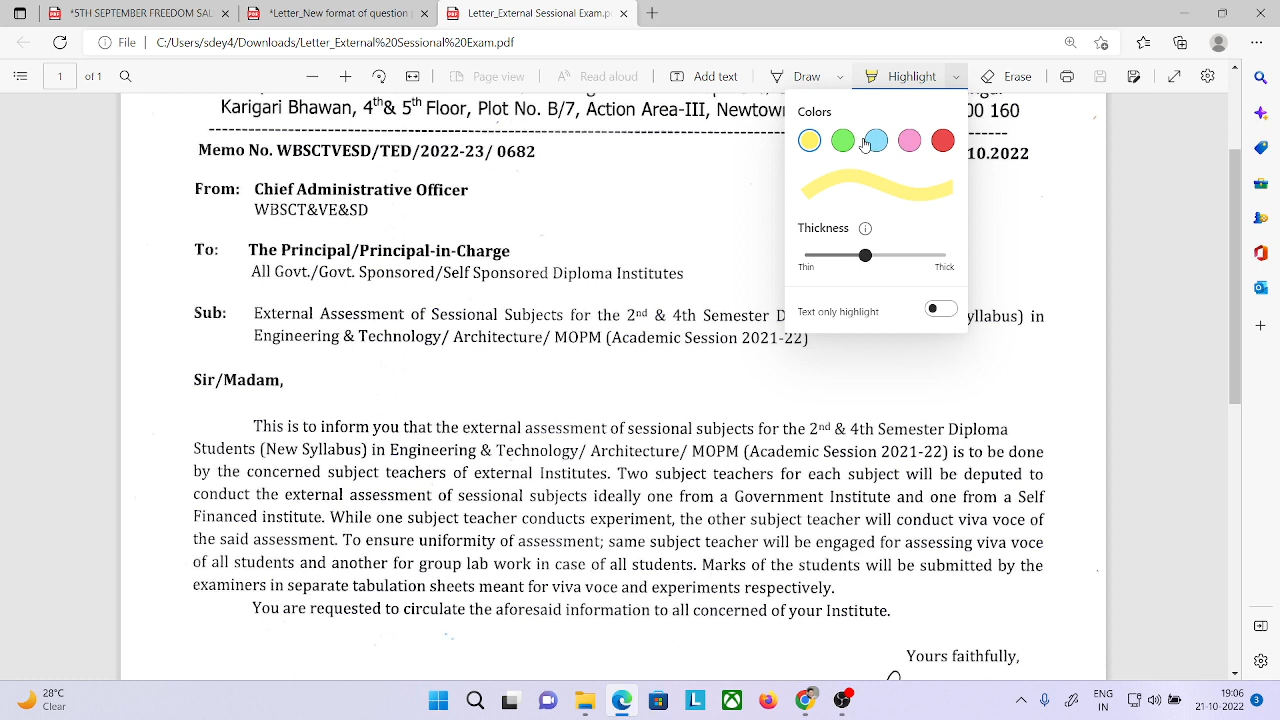 *5TH SEPTEMBER FREEDOM SAL
*Letter_New format of question p
Letter_External Sessional Exam.pd
File C:/Users/sdey4/Downloads/Letter_External%20Sessional%20Exam.pdf
1 of 1 Page view Read aloud Add text Draw Highlight Erase
Karigari Bhawan, 4th& 5th Floor, Plot No. B/7, Action Area-III, Newtow 00 160
Memo No. WBSCTVESD/TED/2022-23/ 0682 10.2022
From: Chief Administrative Officer
WBSCT&VE&SD
To: The Principal/Principal-in-Charge
All Govt./Govt. Sponsored/Self Sponsored Diploma Institutes
Sub: External Assessment of Sessional Subjects for the 2nd & 4th Semester D yllabus) in
Engineering & Technology/ Architecture/ MOPM (Academic Session 2021-22)
Sir/Madam,
This is to inform you that the external assessment of sessional subjects for the 2nd & 4th Semester Diploma
Students (New Syllabus) in Engineering & Technology/ Architecture/ MOPM (Academic Session 2021-22) is to be done
by the concerned subject teachers of external Institutes. Two subject teachers for each subject will be deputed to
conduct the external assessment of sessional subjects ideally one from a Government Institute and one from a Self
Financed institute. While one subject teacher conducts experiment, the other subject teacher will conduct viva voce of
the said assessment. To ensure uniformity of assessment; same subject teacher will be engaged for assessing viva voce
of all students and another for group lab work in case of all students. Marks of the students will be submitted by the
examiners in separate tabulation sheets meant for viva voce and experiments respectively.
You are requested to circulate the aforesaid information to all concerned of your Institute.
Yours faithfully,
Colors
Thickness
Thin Thick
Text only highlight
28°C
Clear
ENG
IN
19:06
21-10-2022
3